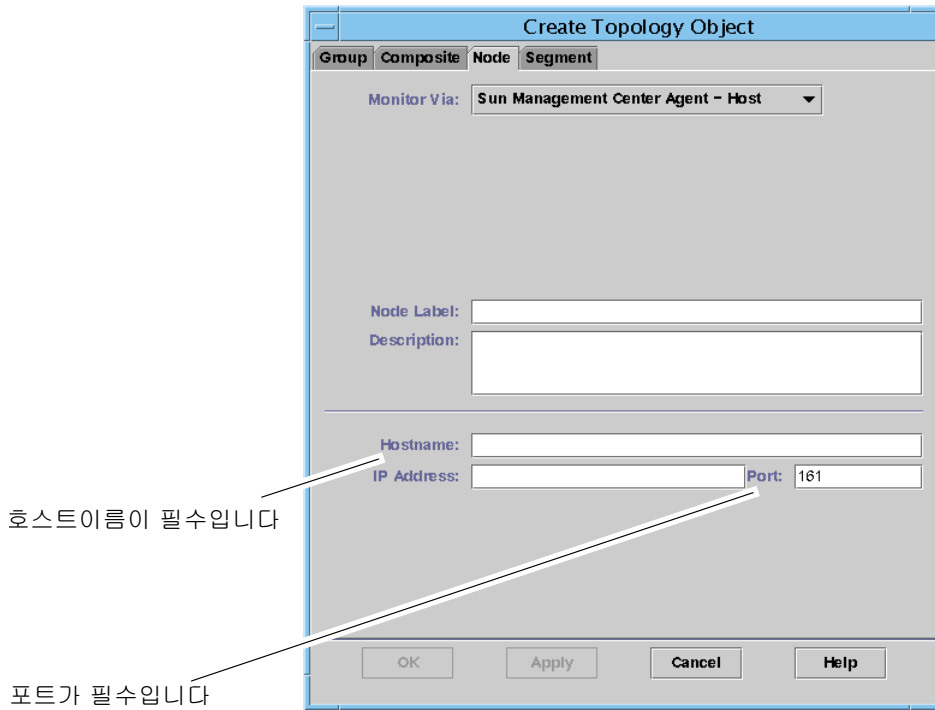 Create Topology Object
Group Composite Node Segment
Monitor Via: Sun Management Center Agent - Host
Node Label:
Description:
Hostname:
IP Address: Port: 161
호스트이름이 필수입니다
OK Apply Cancel Help
포트가 필수입니다